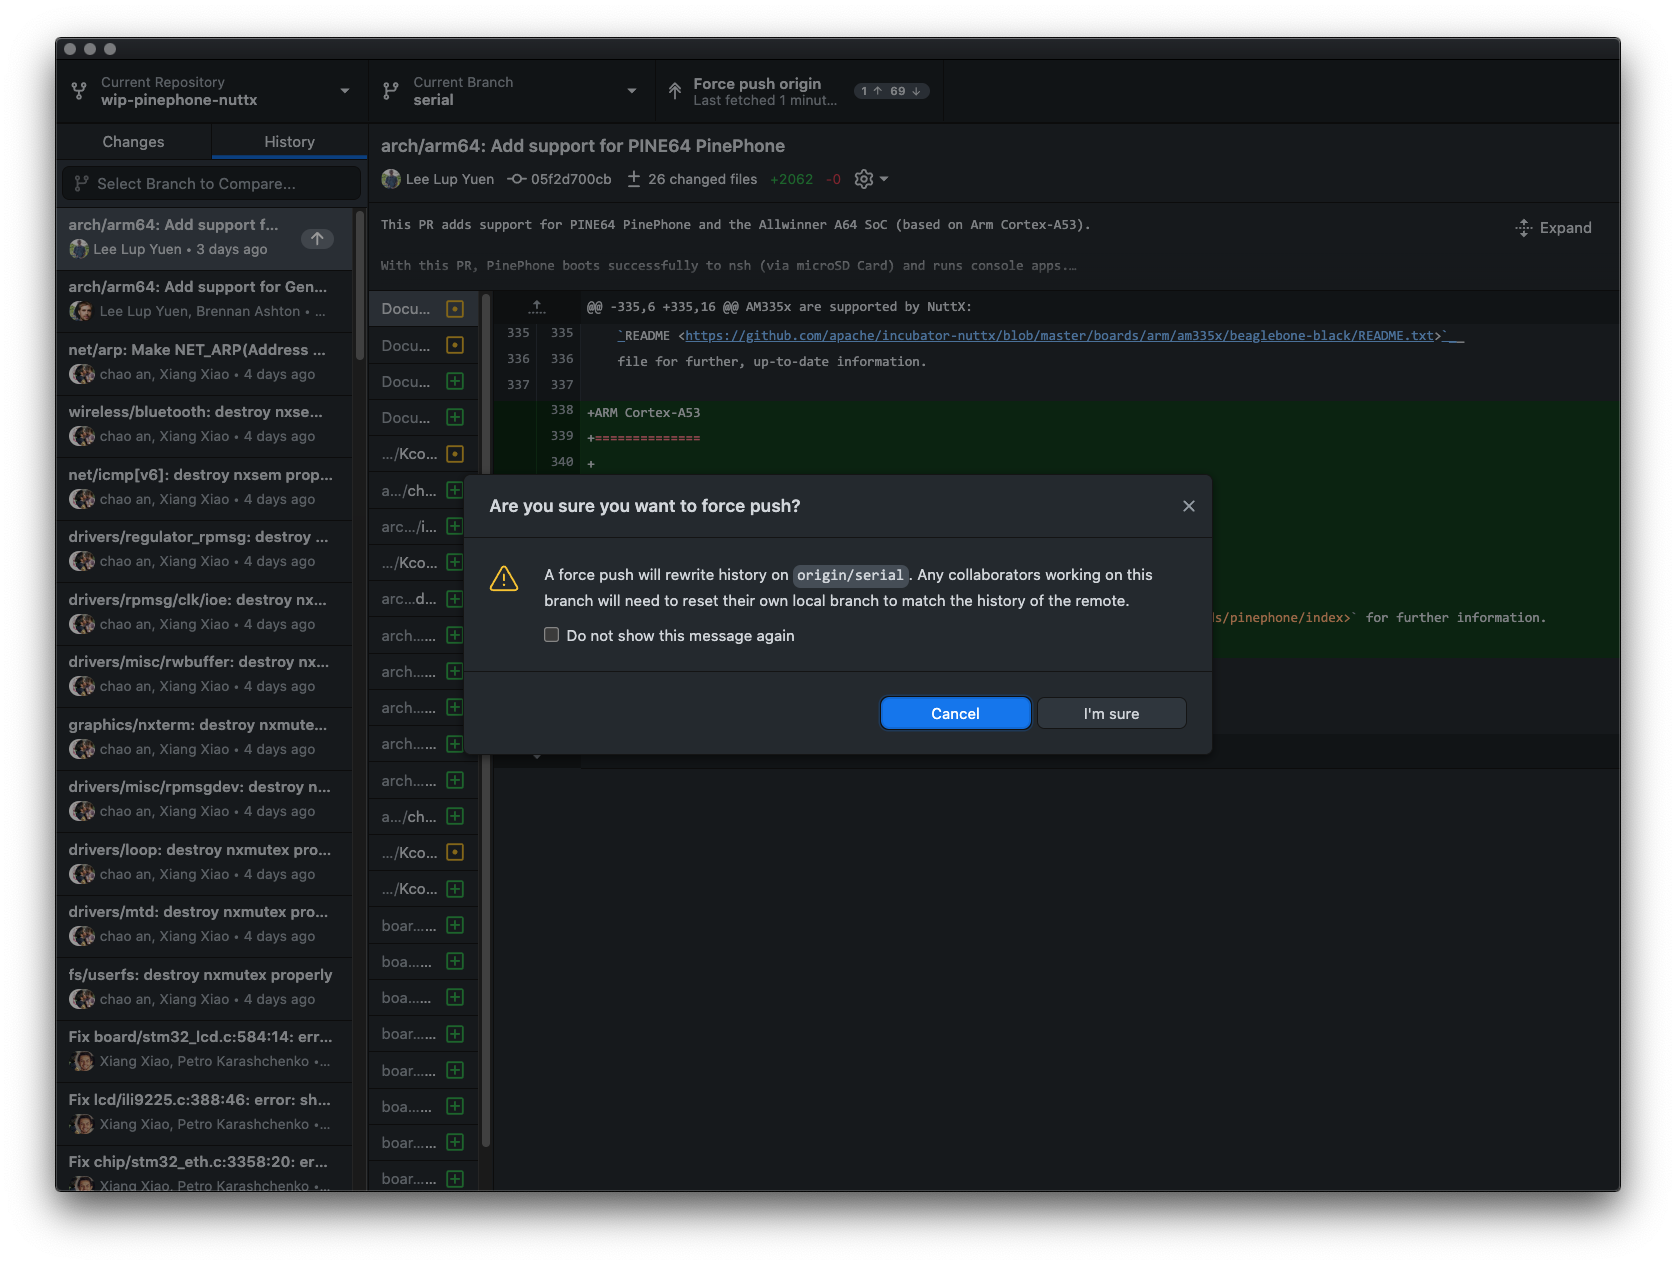 Current Repository
wip-pinephone-nuttx
Current Branch
serial
Force push origin
Last fetched 1 minut...
1 ↑ 69 ↓
Changes
History
Select Branch to Compare...
arch/arm64: Add support f...
Lee Lup Yuen • 3 days ago
arch/arm64: Add support for Gen...
Lee Lup Yuen, Brennan Ashton • ...
net/arp: Make NET_ARP(Address ...
chao an, Xiang Xiao • 4 days ago
wireless/bluetooth: destroy nxse...
chao an, Xiang Xiao • 4 days ago
net/icmp[v6]: destroy nxsem prop...
chao an, Xiang Xiao • 4 days ago
drivers/regulator_rpmsg: destroy ...
chao an, Xiang Xiao • 4 days ago
drivers/rpmsg/clk/ioe: destroy nx...
chao an, Xiang Xiao • 4 days ago
drivers/misc/rwbuffer: destroy nx...
chao an, Xiang Xiao • 4 days ago
graphics/nxterm: destroy nxmute...
chao an, Xiang Xiao • 4 days ago
drivers/misc/rpmsgdev: destroy n...
chao an, Xiang Xiao • 4 days ago
drivers/loop: destroy nxmutex pro...
chao an, Xiang Xiao • 4 days ago
drivers/mtd: destroy nxmutex pro...
chao an, Xiang Xiao • 4 days ago
fs/userfs: destroy nxmutex properly
chao an, Xiang Xiao • 4 days ago
Fix board/stm32_lcd.c:584:14: err...
Xiang Xiao, Petro Karashchenko •...
Fix lcd/ili9225.c:388:46: error: sh...
Xiang Xiao, Petro Karashchenko •...
Fix chip/stm32_eth.c:3358:20: er...
Xiang Xiao, Petro Karashchenko •...
arch/arm64: Add support for PINE64 PinePhone
Lee Lup Yuen 05f2d700cb 26 changed files +2062 -0
This PR adds support for PINE64 PinePhone and the Allwinner A64 SoC (based on Arm Cortex-A53).
Expand
With this PR, PinePhone boots successfully to nsh (via microSD Card) and runs console apps.…
Docu...
Docu...
Docu...
Docu...
.../Kco...
a.../ch...
arc.../i...
.../Kco...
arc...d...
arch......
arch......
arch......
arch......
arch......
a.../ch...
.../Kco...
.../Kco...
boar......
boa......
boa......
boar......
boar......
boa......
boar......
boar......
@@ -335,6 +335,16 @@ AM335x are supported by NuttX:
335 335 `README <https://github.com/apache/incubator-nuttx/blob/master/boards/arm/am335x/beaglebone-black/README.txt>`__
336 336 file for further, up-to-date information.
337 337
338 +ARM Cortex-A53
339 +==============
340 +
ds/pinephone/index>` for further information.
Are you sure you want to force push?
A force push will rewrite history on origin/serial. Any collaborators working on this
branch will need to reset their own local branch to match the history of the remote.
Do not show this message again
Cancel
I'm sure